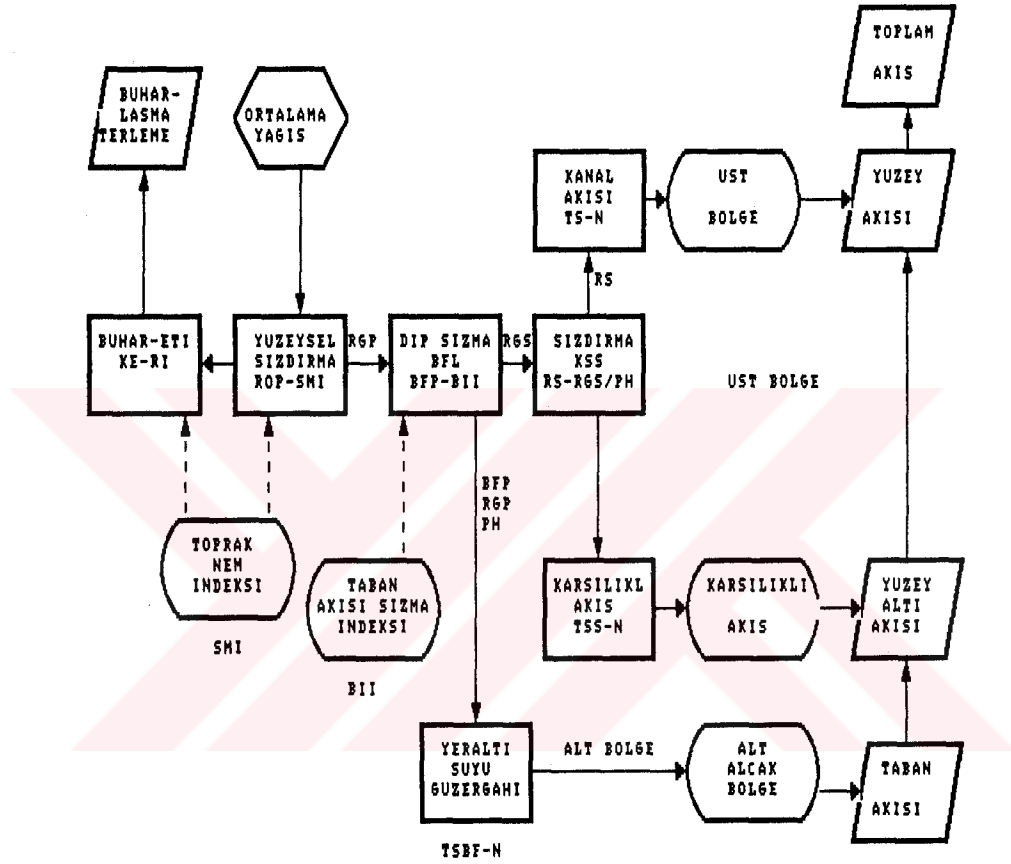 TOPLAM
AKIS
BUHAR-
LASMA
TERLEME
ORTALAMA
YAGIS
KANAL
AKISI
TS-N
UST
BOLGE
YUZEY
AKISI
RS
BUHAR-ETI
KE-RI
YUZEYSEL
SIZDIRMA
ROP-SMI
RGP
DIP SIZMA
BFL
BFP-BII
RGS
SIZDIRMA
KSS
RS-RGS/PH
UST BOLGE
BFP
RGP
PH
TOPRAK
NEM
INDEKSI
SMI
TABAN
AKISI SIZMA
INDEKSI
BII
KARSILIKL
AKIS
TSS-N
KARSILIKLI
AKIS
YUZEY
ALTI
AKISI
YERALTI
SUYU
GUZERGAHI
TSBF-N
ALT BOLGE
ALT
ALCAK
BOLGE
TABAN
AKISI